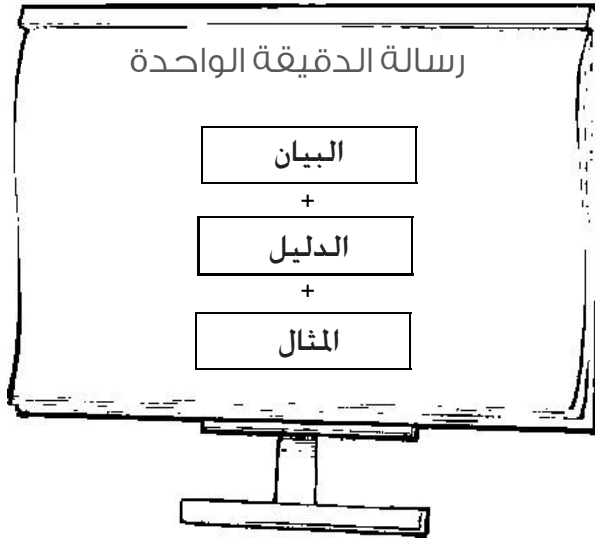 رسالة الدقيقة الواحدة
البيان
+
الدليل
+
المثال